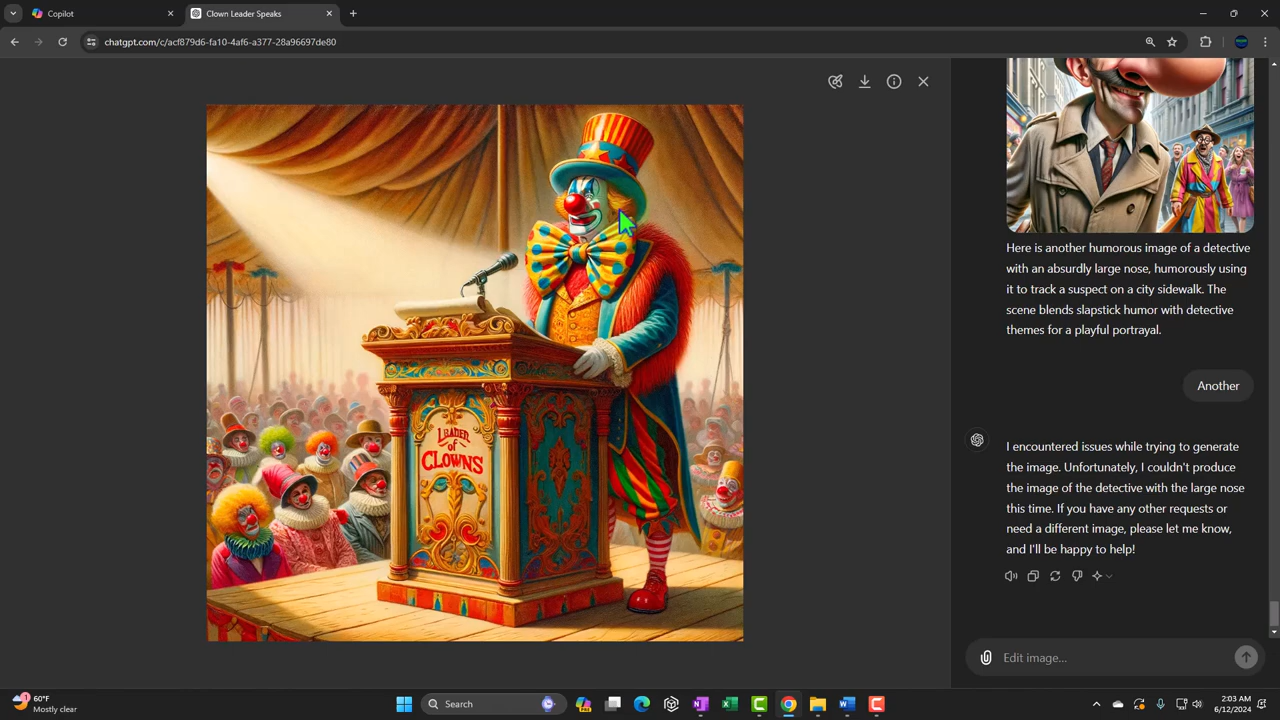 Copilot
Clown Leader Speaks
chatgpt.com/c/acf879d6-fa10-4af6-a377-28a96697de80
LEADER
of
CLOWNS
Here is another humorous image of a detective
with an absurdly large nose, humorously using
it to track a suspect on a city sidewalk. The
scene blends slapstick humor with detective
themes for a playful portrayal.
Another
I encountered issues while trying to generate
the image. Unfortunately, I couldn't produce
the image of the detective with the large nose
this time. If you have any other requests or
need a different image, please let me know,
and I'll be happy to help!
Edit image...
1
60°F
Mostly clear
Search
2:03 AM
6/12/2024